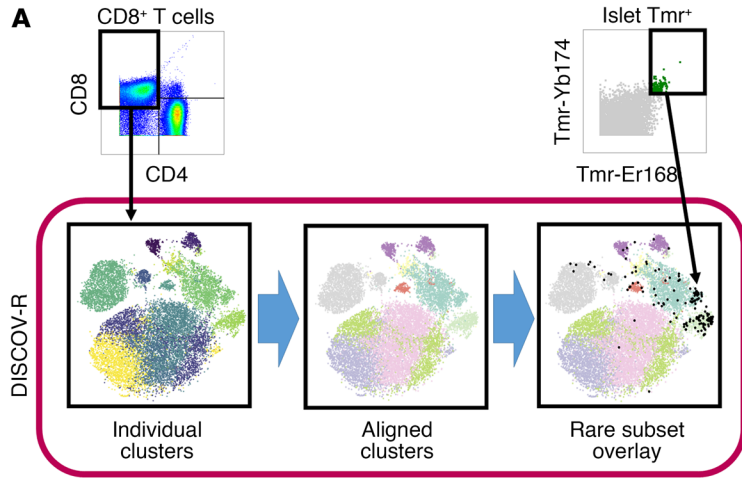 A
CD8⁺ T cells
CD8
CD4
Islet Tmr⁺
Tmr-Yb174
Tmr-Er168
DISCOV-R
Individual
clusters
Aligned
clusters
Rare subset
overlay